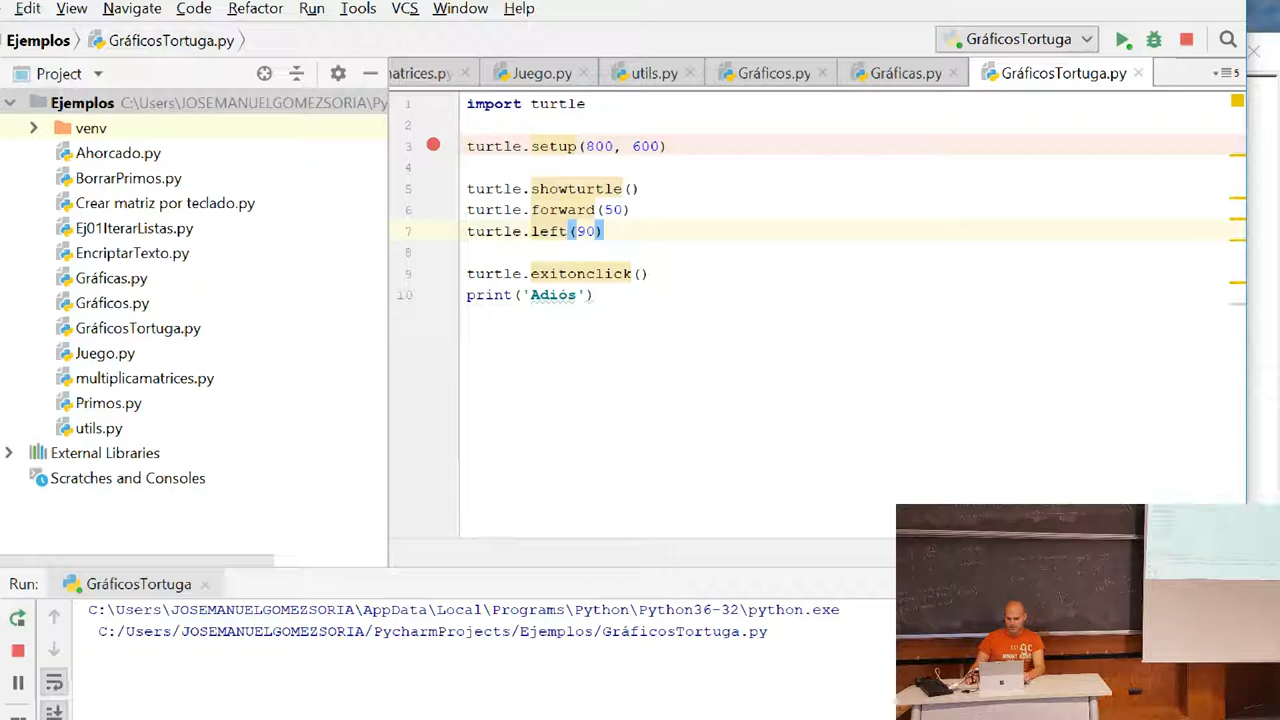 Edit View Navigate Code Refactor Run Tools VCS Window Help
Ejemplos GráficosTortuga.py GráficosTortuga
Project atrices.py Juego.py utils.py Gráficos.py Gráficas.py GráficosTortuga.py 5
Ejemplos C:\Users\JOSEMANUELGOMEZSORIA\Py
venv
Ahorcado.py
BorrarPrimos.py
Crear matriz por teclado.py
Ej01IterarListas.py
EncriptarTexto.py
Gráficas.py
Gráficos.py
GráficosTortuga.py
Juego.py
multiplicamatrices.py
Primos.py
utils.py
External Libraries
Scratches and Consoles
1 import turtle
2
3 turtle.setup(800, 600)
4
5 turtle.showturtle()
6 turtle.forward(50)
7 turtle.left(90)
8
9 turtle.exitonclick()
10 print('Adiós')
Run: GráficosTortuga
C:\Users\JOSEMANUELGOMEZSORIA\AppData\Local\Programs\Python\Python36-32\python.exe
C:/Users/JOSEMANUELGOMEZSORIA/PycharmProjects/Ejemplos/GráficosTortuga.py